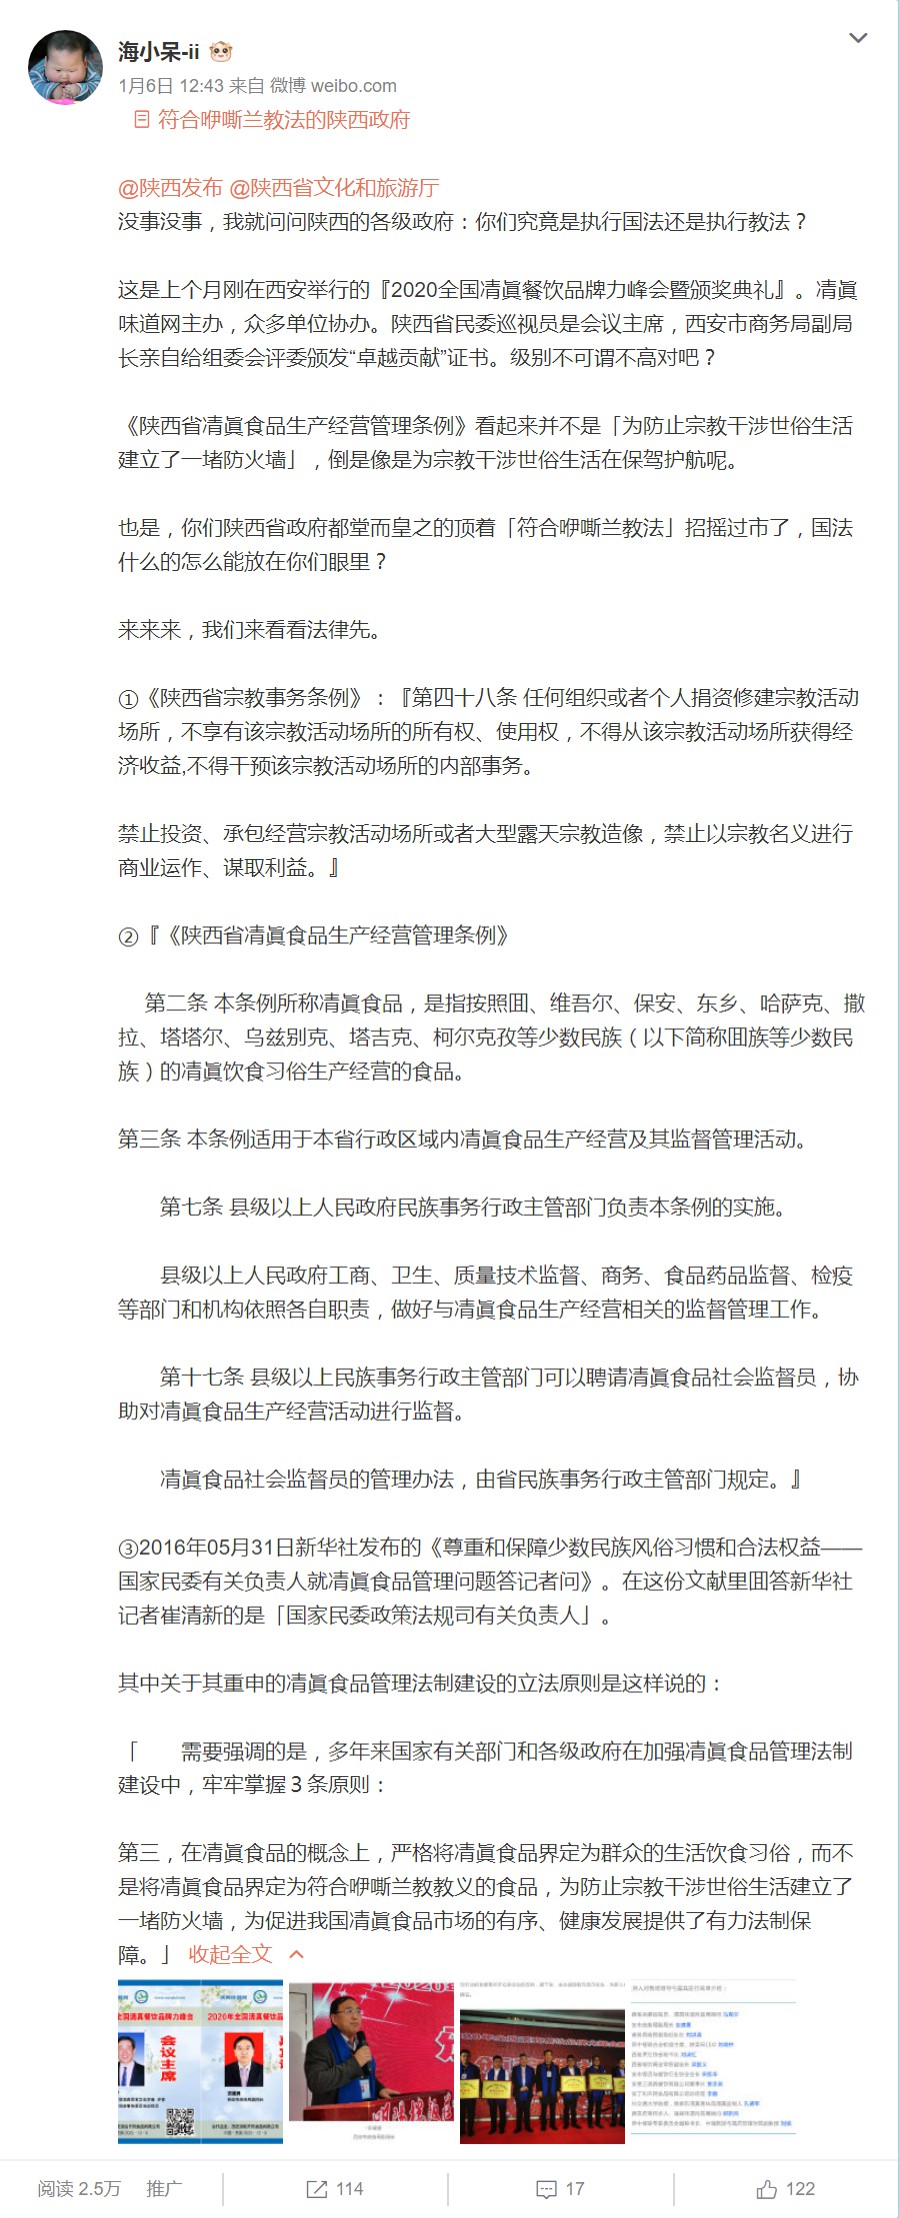 海小呆-ii
1月6日 12:43 来自 微博 weibo.com
符合咿嘶兰教法的陕西政府
@陕西发布 @陕西省文化和旅游厅
没事没事，我就问问陕西的各级政府：你们究竟是执行国法还是执行教法？
这是上个月刚在西安举行的『2020全国凊眞餐饮品牌力峰会暨颁奖典礼』。凊眞
味道网主办，众多单位协办。陕西省民委巡视员是会议主席，西安市商务局副局
长亲自给组委会评委颁发“卓越贡献”证书。级别不可谓不高对吧？
《陕西省凊眞食品生产经营管理条例》看起来并不是「为防止宗教干涉世俗生活
建立了一堵防火墙」，倒是像是为宗教干涉世俗生活在保驾护航呢。
也是，你们陕西省政府都堂而皇之的顶着「符合咿嘶兰教法」招摇过市了，国法
什么的怎么能放在你们眼里？
来来来，我们来看看法律先。
①《陕西省宗教事务条例》：『第四十八条 任何组织或者个人捐资修建宗教活动
场所，不享有该宗教活动场所的所有权、使用权，不得从该宗教活动场所获得经
济收益,不得干预该宗教活动场所的内部事务。
禁止投资、承包经营宗教活动场所或者大型露天宗教造像，禁止以宗教名义进行
商业运作、谋取利益。』
②『《陕西省凊眞食品生产经营管理条例》
第二条 本条例所称凊眞食品，是指按照囬、维吾尔、保安、东乡、哈萨克、撒
拉、塔塔尔、乌兹别克、塔吉克、柯尔克孜等少数民族（以下简称囬族等少数民
族）的凊眞饮食习俗生产经营的食品。
第三条 本条例适用于本省行政区域内凊眞食品生产经营及其监督管理活动。
第七条 县级以上人民政府民族事务行政主管部门负责本条例的实施。
县级以上人民政府工商、卫生、质量技术监督、商务、食品药品监督、检疫
等部门和机构依照各自职责，做好与凊眞食品生产经营相关的监督管理工作。
第十七条 县级以上民族事务行政主管部门可以聘请凊眞食品社会监督员，协
助对凊眞食品生产经营活动进行监督。
凊眞食品社会监督员的管理办法，由省民族事务行政主管部门规定。』
③2016年05月31日新华社发布的《尊重和保障少数民族风俗习惯和合法权益——
国家民委有关负责人就凊眞食品管理问题答记者问》。在这份文献里囬答新华社
记者崔清新的是「国家民委政策法规司有关负责人」。
其中关于其重申的凊眞食品管理法制建设的立法原则是这样说的：
「　　需要强调的是，多年来国家有关部门和各级政府在加强凊眞食品管理法制
建设中，牢牢掌握３条原则：
第三，在凊眞食品的概念上，严格将凊眞食品界定为群众的生活饮食习俗，而不
是将凊眞食品界定为符合咿嘶兰教教义的食品，为防止宗教干涉世俗生活建立了
一堵防火墙，为促进我国凊眞食品市场的有序、健康发展提供了有力法制保
障。」 收起全文
会议主席
阅读 2.5万 推广 114 17 122